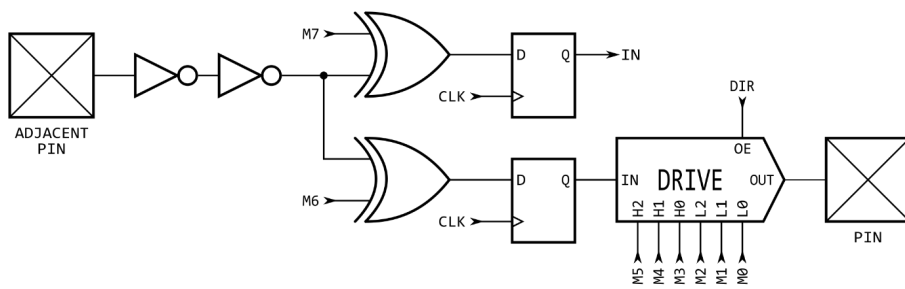 M7
D
Q
IN
CLK
ADJACENT
PIN
DIR
OE
M6
D
Q
IN
DRIVE
OUT
CLK
H2
H1
H0
L2
L1
L0
PIN
M5
M4
M3
M2
M1
M0